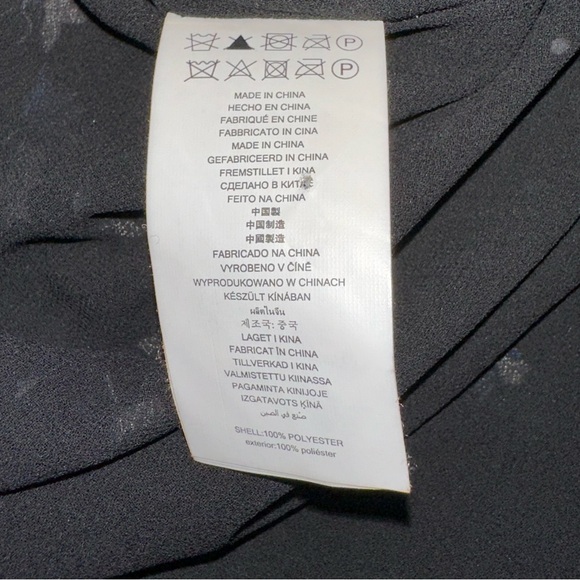 P
P
MADE IN CHINA
HECHO EN CHINA
FABRIQUÉ EN CHINE
FABBRICATO IN CINA
MADE IN CHINA
GEFABRICEERD IN CHINA
FREMSTILLET I KINA
СДЕЛАНО В КИТАЕ
FEITO NA CHINA
中国製
中国制造
中國製造
FABRICADO NA CHINA
VYROBENO V ČÍNĚ
WYPRODUKOWANO W CHINACH
KÉSZÜLT KÍNÁBAN
ผลิตในจีน
제조국: 중국
LAGET I KINA
FABRICAT ÎN CHINA
TILLVERKAD I KINA
VALMISTETTU KIINASSA
PAGAMINTA KINIJOJE
IZGATAVOTS ĶĪNĀ
صنع في الصين
SHELL:100% POLYESTER
exterior:100% poliéster